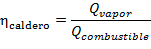 η_caldero = Q_vapor / Q_combustible